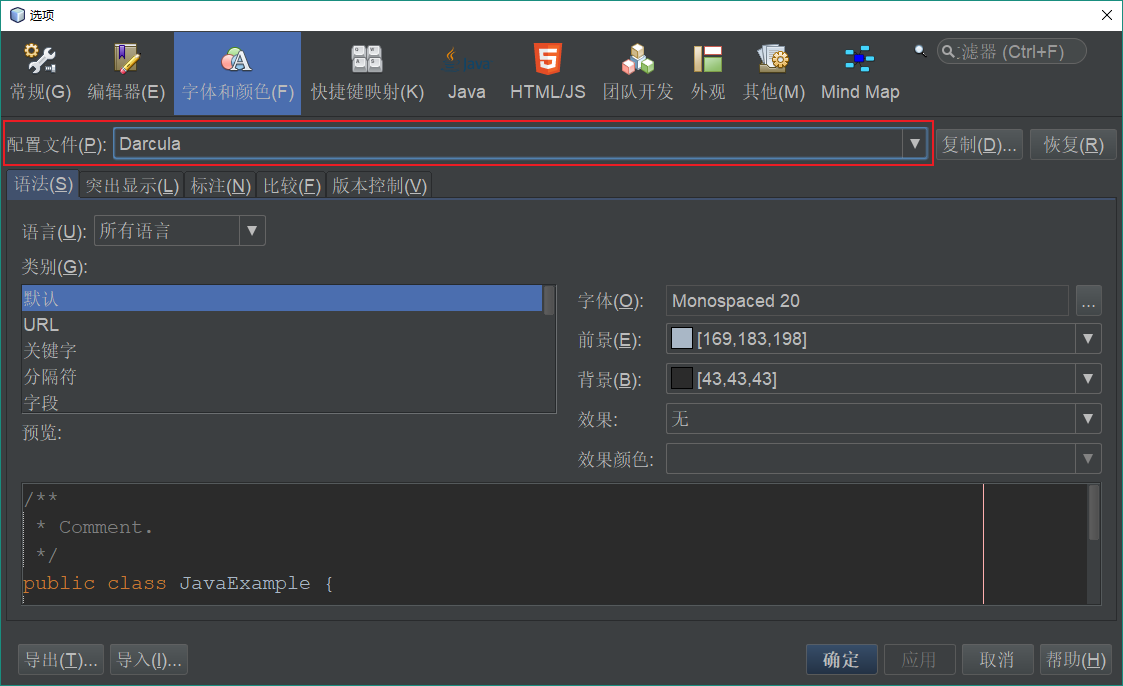 选项
常规(G) 编辑器(E) 字体和颜色(F) 快捷键映射(K) Java HTML/JS 团队开发 外观 其他(M) Mind Map 滤器 (Ctrl+F)
配置文件(P): Darcula 复制(D)... 恢复(R)
语法(S) 突出显示(L) 标注(N) 比较(F) 版本控制(V)
语言(U): 所有语言
类别(G):
默认
URL
关键字
分隔符
字段
字体(O): Monospaced 20 ...
前景(E): [169,183,198]
背景(B): [43,43,43]
效果: 无
效果颜色:
预览:
/**
* Comment.
*/
public class JavaExample {
导出(T)... 导入(I)... 确定 应用 取消 帮助(H)